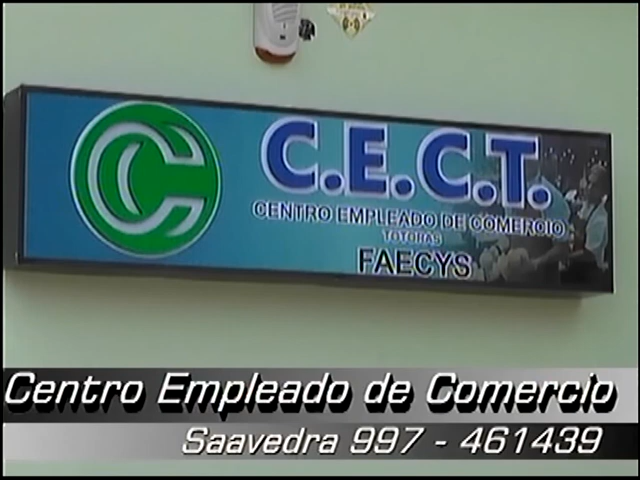 C.E.C.T.
CENTRO EMPLEADO DE COMERCIO
TOTORAS
FAECYS
Centro Empleado de Comercio
Saavedra 997 - 461439